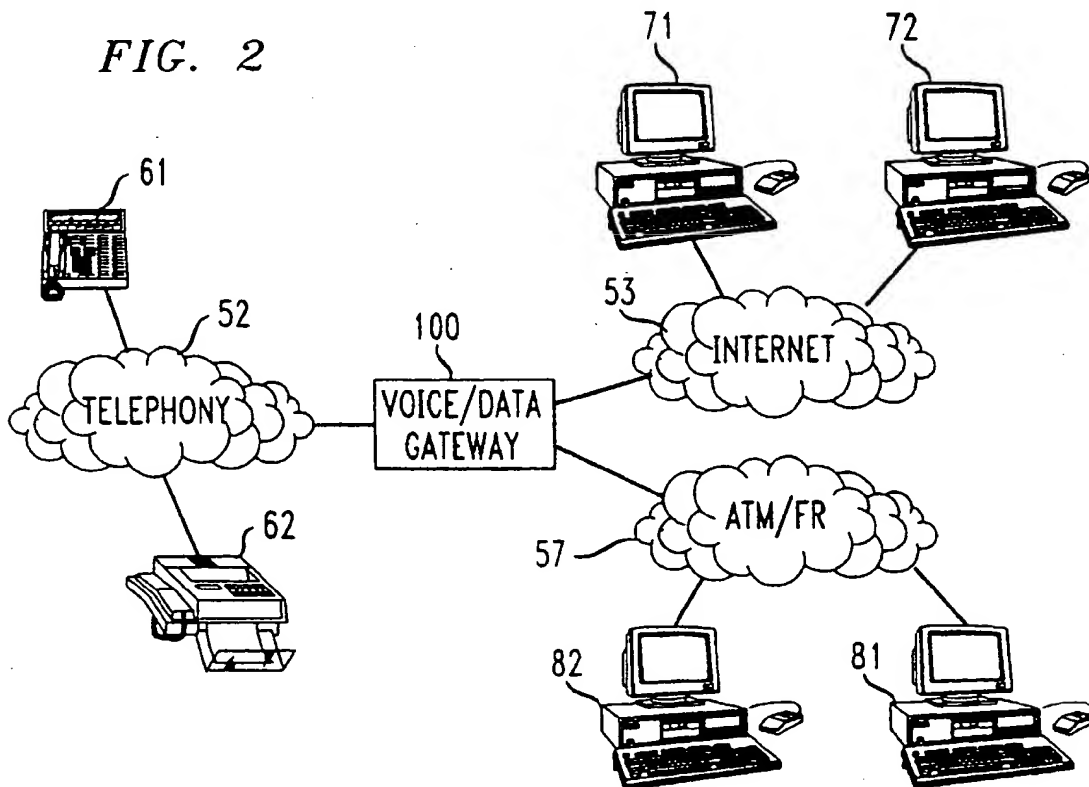 FIG. 2
71
72
61
52
53
INTERNET
100
TELEPHONY
VOICE/DATA
GATEWAY
ATM/FR
57
62
82
81